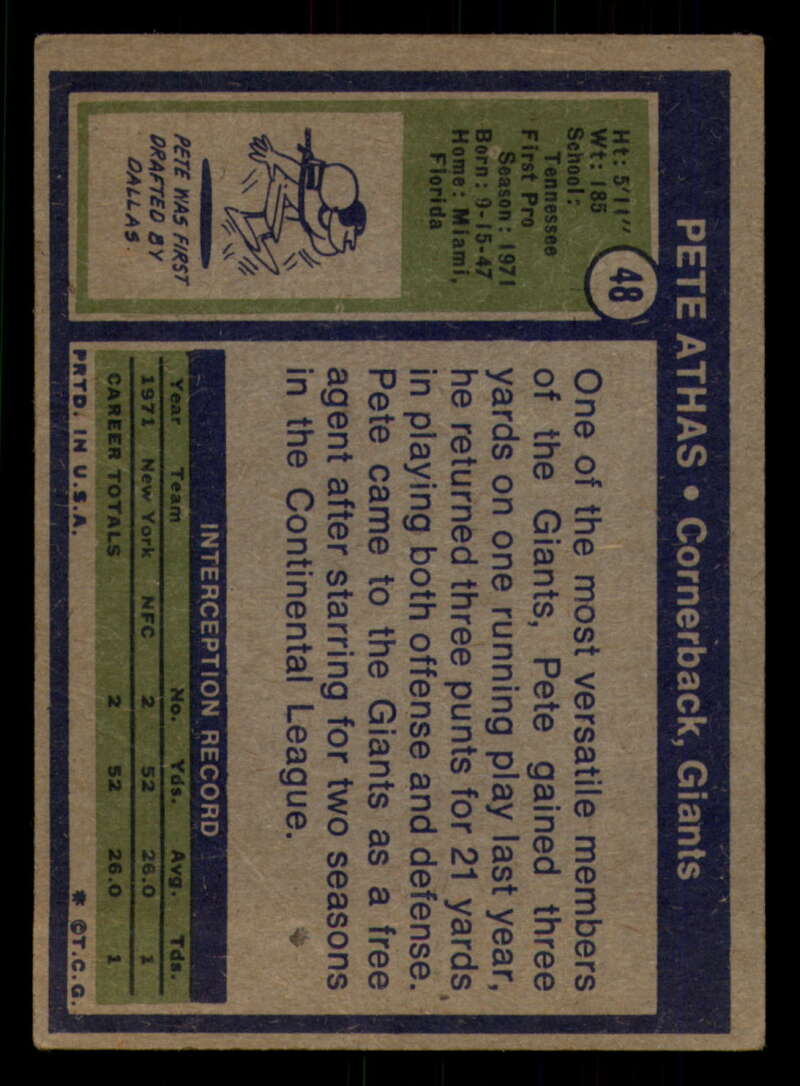 PETE ATHAS • Cornerback, Giants
48
Ht: 5'11"
Wt: 185
School:
Tennessee
First Pro
Season: 1971
Born: 9-15-47
Home: Miami,
Florida
PETE WAS FIRST
DRAFTED BY
DALLAS.
One of the most versatile members
of the Giants, Pete gained three
yards on one running play last year,
he returned three punts for 21 yards
in playing both offense and defense.
Pete came to the Giants as a free
agent after starring for two seasons
in the Continental League.
INTERCEPTION RECORD
Year Team No. Yds. Avg. Tds.
1971 New York NFC 2 52 26.0 1
CAREER TOTALS 2 52 26.0 1
PRTD. IN U.S.A. * ©T.C.G.